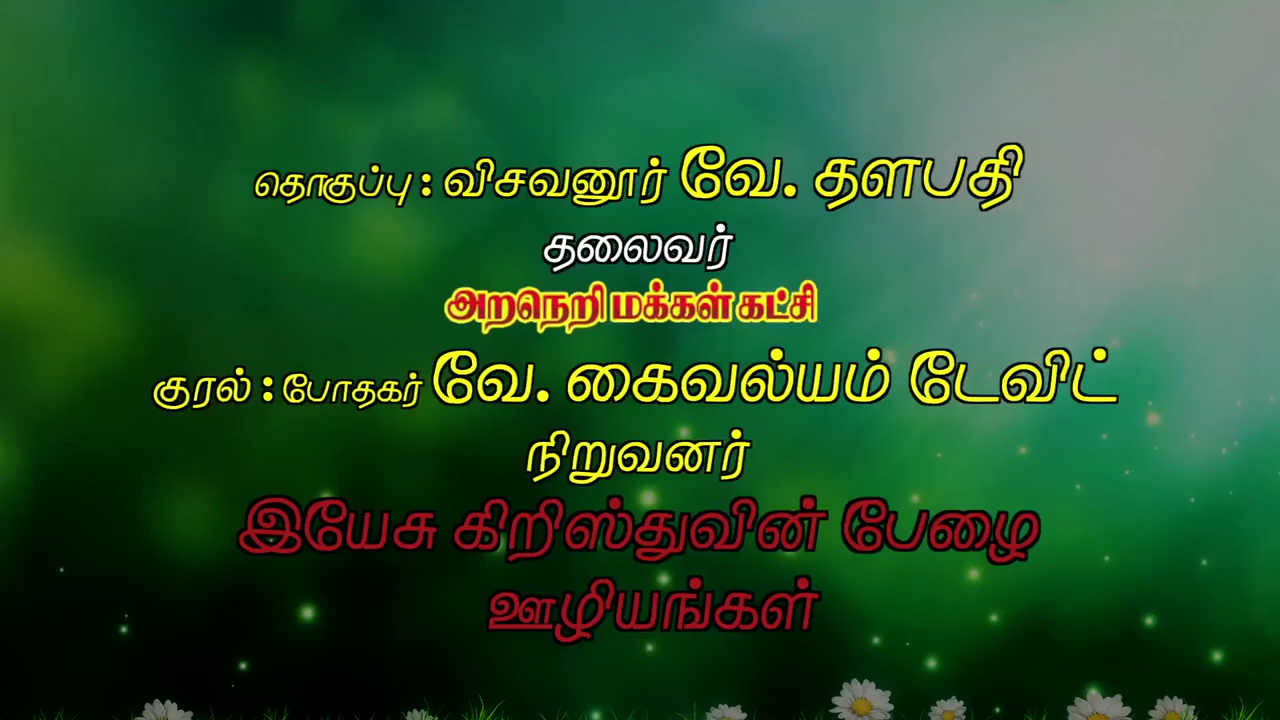 தொகுப்பு : விசவனூர் வே. தளபதி
தலைவர்
அறநெறி மக்கள் கட்சி
குரல் : போதகர் வே. கைவல்யம் டேவிட்
நிறுவனர்
இயேசு கிறிஸ்துவின் பேழை
ஊழியங்கள்